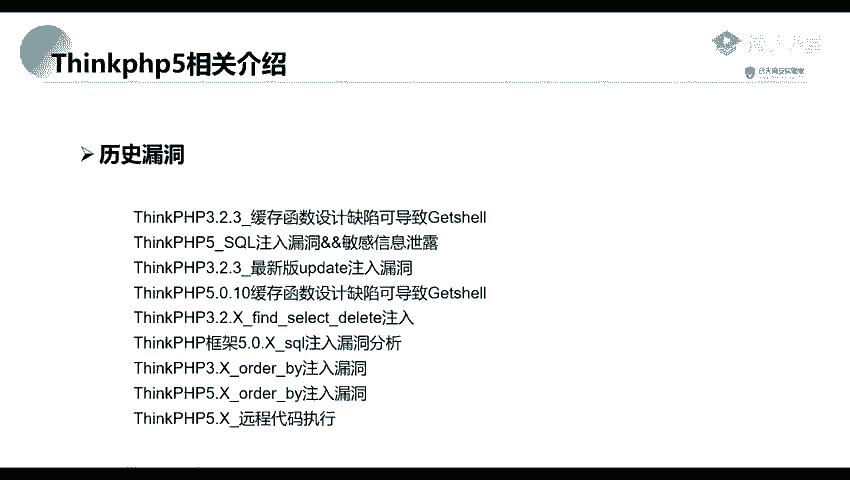 Thinkphp5相关介绍
历史漏洞
ThinkPHP3.2.3_缓存函数设计缺陷可导致Getshell
ThinkPHP5_SQL注入漏洞&&敏感信息泄露
ThinkPHP3.2.3_最新版update注入漏洞
ThinkPHP5.0.10缓存函数设计缺陷可导致Getshell
ThinkPHP3.2.X_find_select_delete注入
ThinkPHP框架5.0.X_sql注入漏洞分析
ThinkPHP3.X_order_by注入漏洞
ThinkPHP5.X_order_by注入漏洞
ThinkPHP5.X_远程代码执行